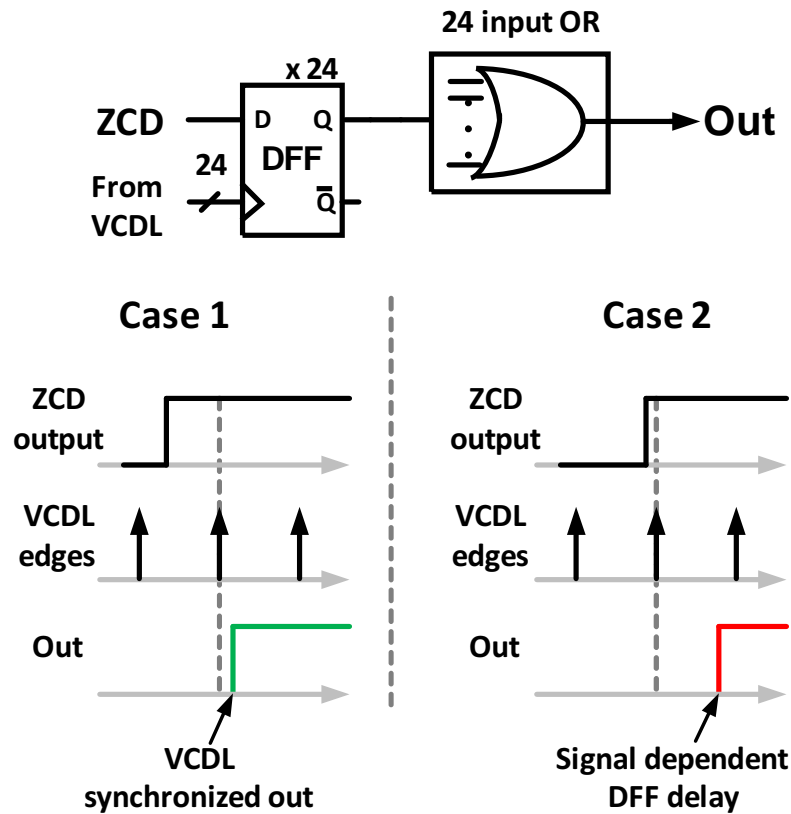 24 input OR
x 24
ZCD
D Q
Out
24
DFF
From
VCDL
Q
Case 1
Case 2
ZCD
output
VCDL
edges
Out
VCDL
synchronized out
ZCD
output
VCDL
edges
Out
Signal dependent
DFF delay